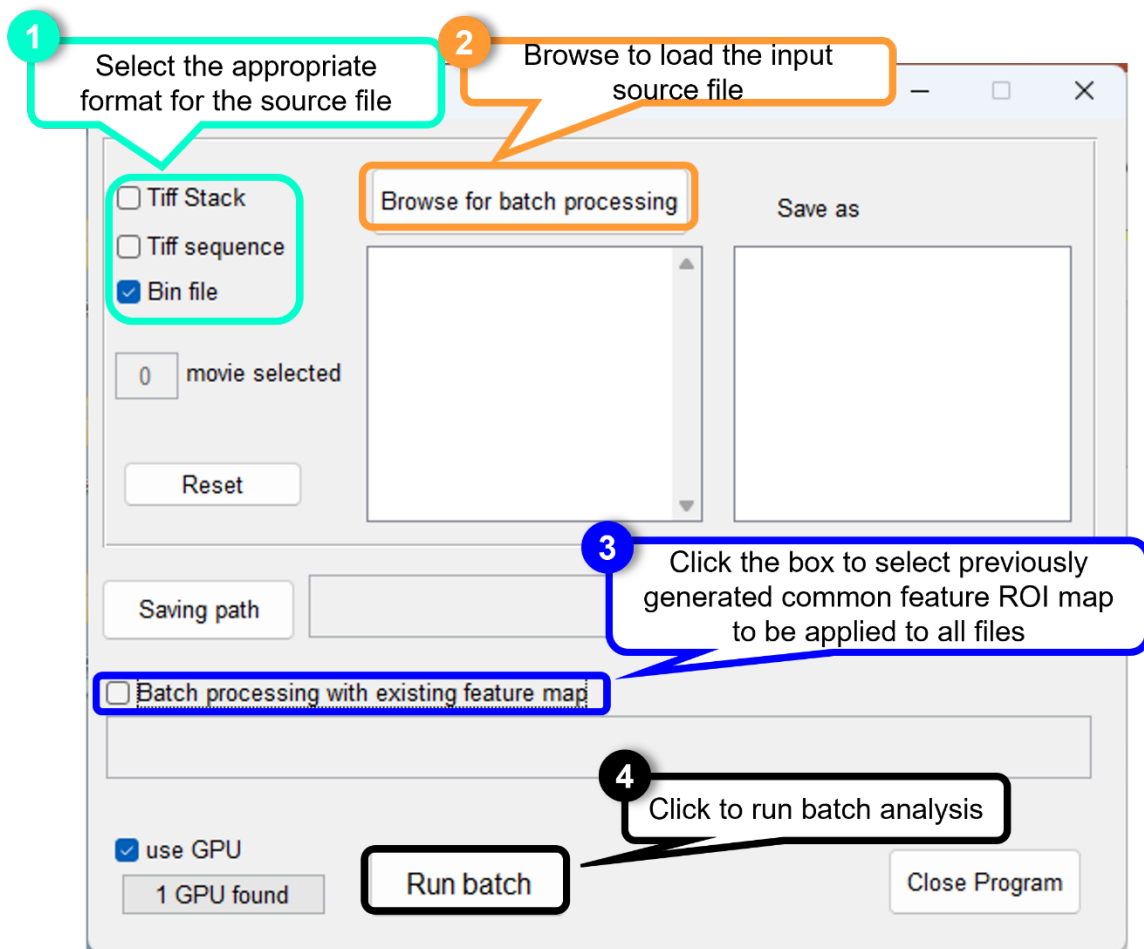 1
Select the appropriate
format for the source file
2
Browse to load the input
source file
Tiff Stack
Tiff sequence
Bin file
Browse for batch processing
Save as
0 movie selected
Reset
3
Click the box to select previously
generated common feature ROI map
to be applied to all files
Saving path
Batch processing with existing feature map
4
Click to run batch analysis
use GPU
1 GPU found
Run batch
Close Program